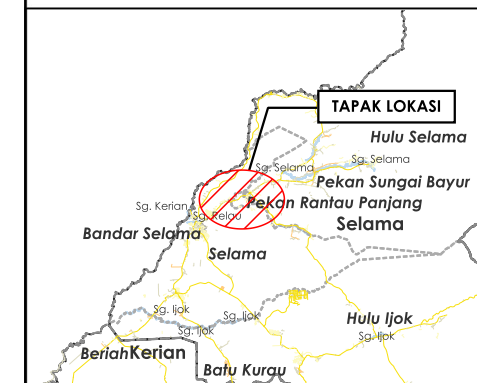 TAPAK LOKASI
Hulu Selama
Sg. Selama
Sg. Selama
Pekan Sungai Bayur
Pekan Rantau Panjang
Sg. Kerian
Sg. Relau
Selama
Bandar Selama
Selama
Sg. Ijok
Sg. Ijok
Hulu Ijok
Sg. Ijok
Sg. Ijok
Beriah
Kerian
Batu Kurau